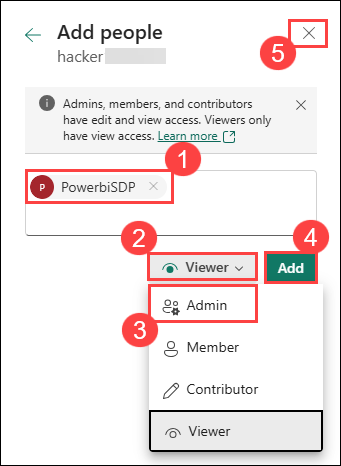 Add people
5
hacker
Admins, members, and contributors
have edit and view access. Viewers only
have view access. Learn more
1
P PowerbiSDP
2
4
Viewer
Add
Admin
3
Member
Contributor
Viewer